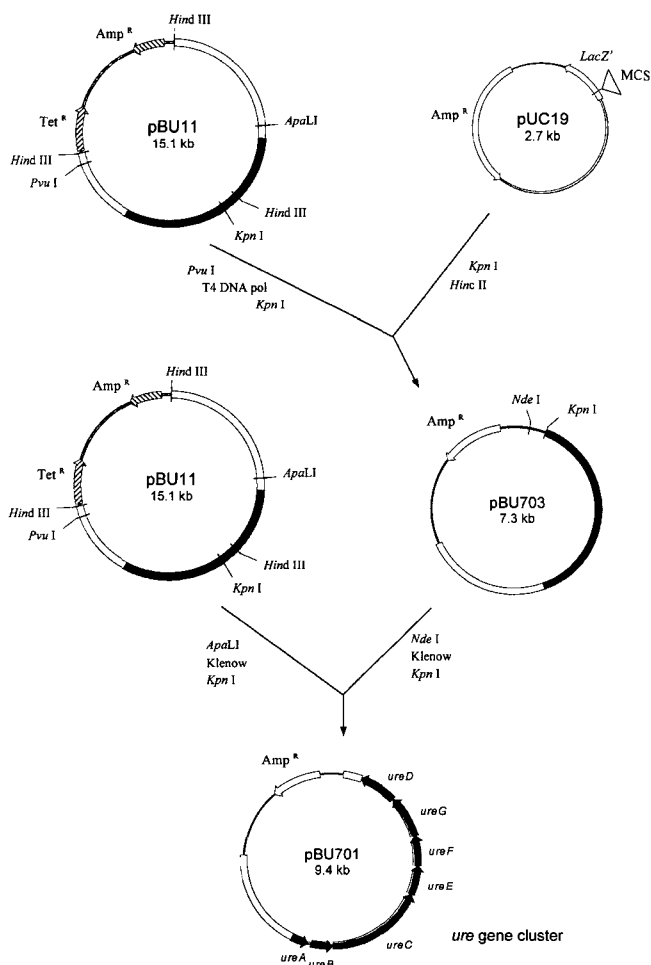 Hind III
Amp R
Tet R
Hind III
Pvu I
pBU11
15.1 kb
ApaLI
Hind III
Kpn I
LacZ'
MCS
Amp R
pUC19
2.7 kb
Pvu I
T4 DNA pol
Kpn I
Kpn I
Hinc II
Hind III
Amp R
Tet R
Hind III
Pvu I
pBU11
15.1 kb
ApaLI
Hind III
Kpn I
Nde I
Kpn I
Amp R
pBU703
7.3 kb
ApaLI
Klenow
Kpn I
Nde I
Klenow
Kpn I
Amp R
ureD
ureG
ureF
ureE
ureC
ureB
ureA
pBU701
9.4 kb
ure gene cluster